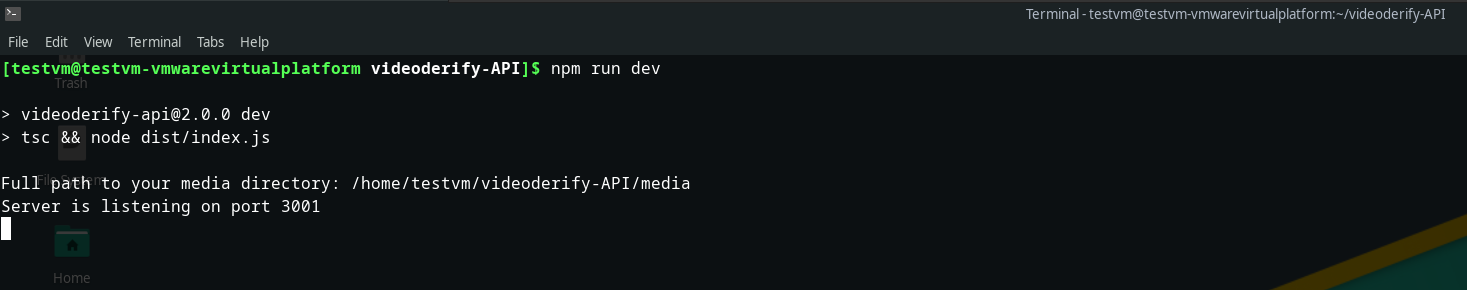 Terminal - testvm@testvm-vmwarevirtualplatform:~/videoderify-API
File Edit View Terminal Tabs Help
[testvm@testvm-vmwarevirtualplatform videoderify-API]$ npm run dev
Trash
> videoderify-api@2.0.0 dev
> tsc && node dist/index.js
File System
Full path to your media directory: /home/testvm/videoderify-API/media
Server is listening on port 3001
Home